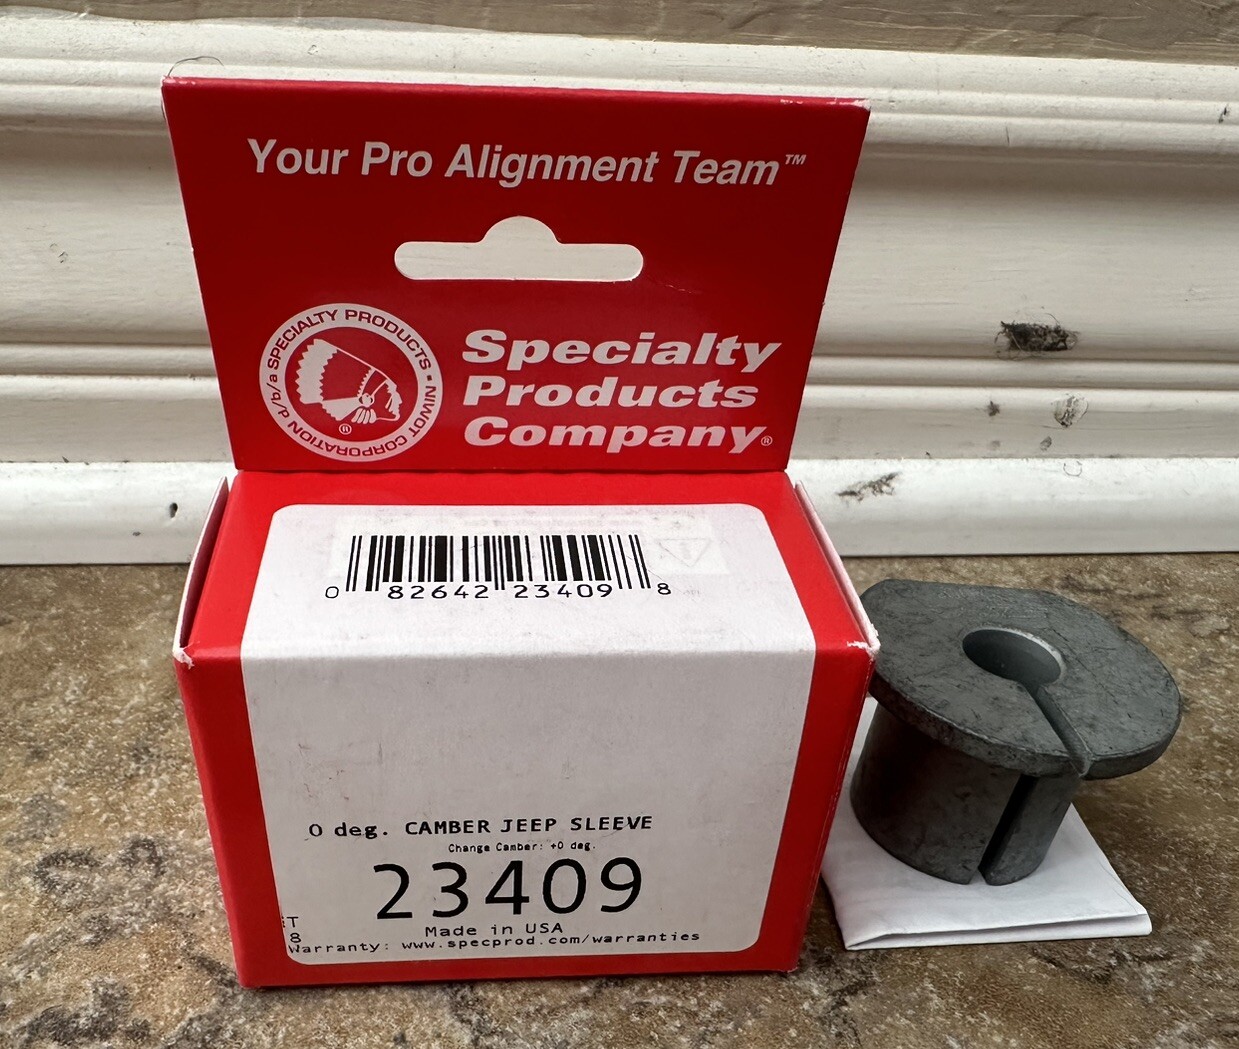 Your Pro Alignment Team™
d/b/a SPECIALTY PRODUCTS • NIWOT CORPORATION
®
Specialty
Products
Company®
0 82642 23409 8
0 deg. CAMBER JEEP SLEEVE
Change Camber: +0 deg.
23409
T
Made in USA
8
Warranty: www.specprod.com/warranties